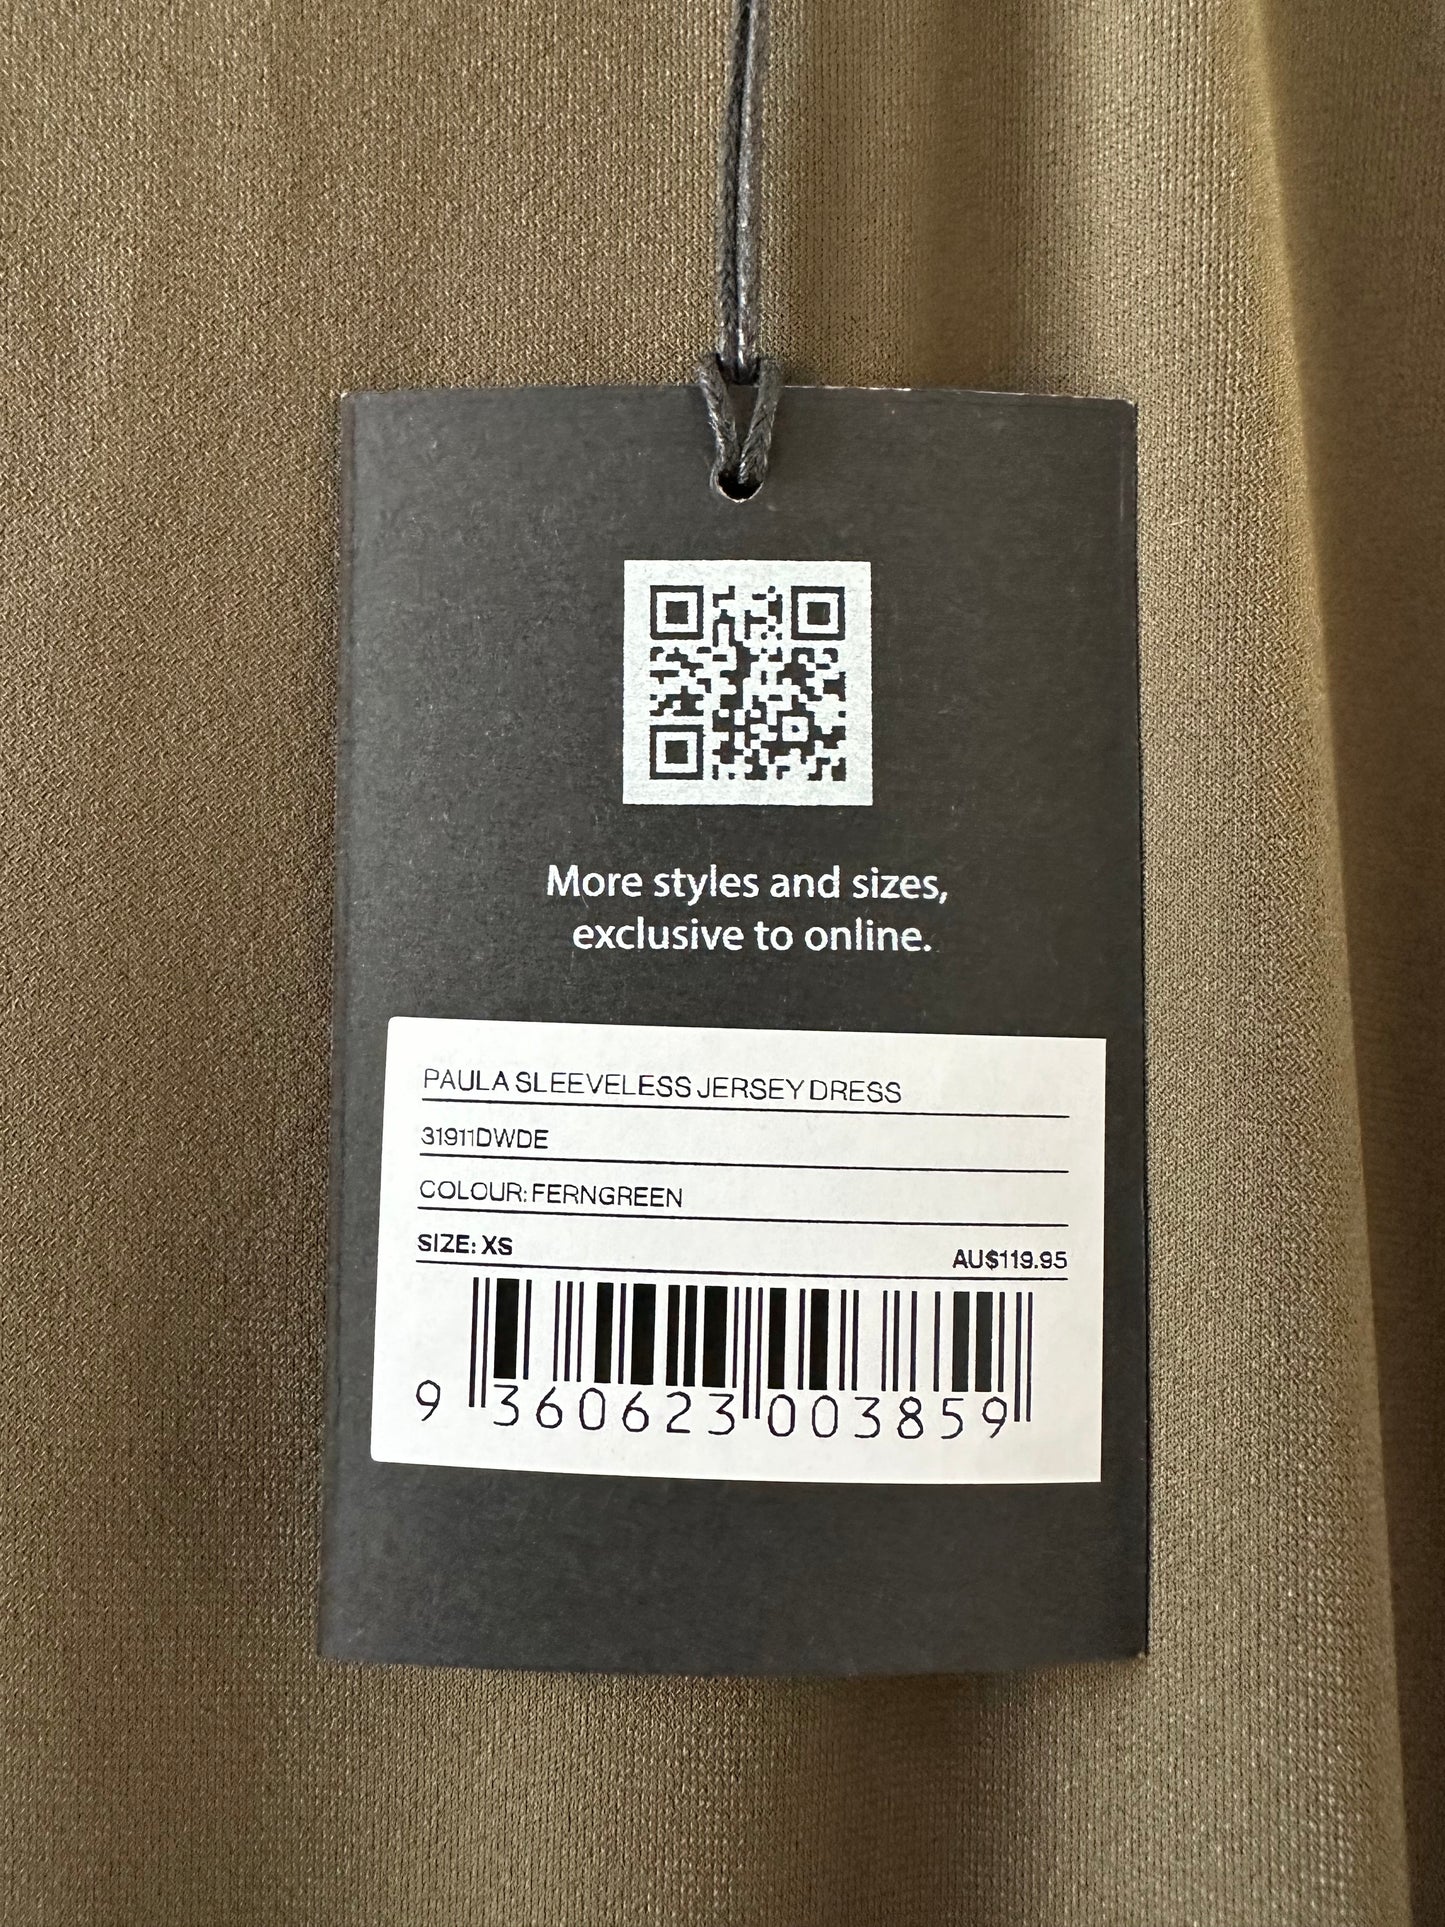 More styles and sizes,
exclusive to online.
PAULA SLEEVELESS JERSEY DRESS
31911DWDE
COLOUR: FERNGREEN
SIZE: XS AU$119.95
9 360623 003859